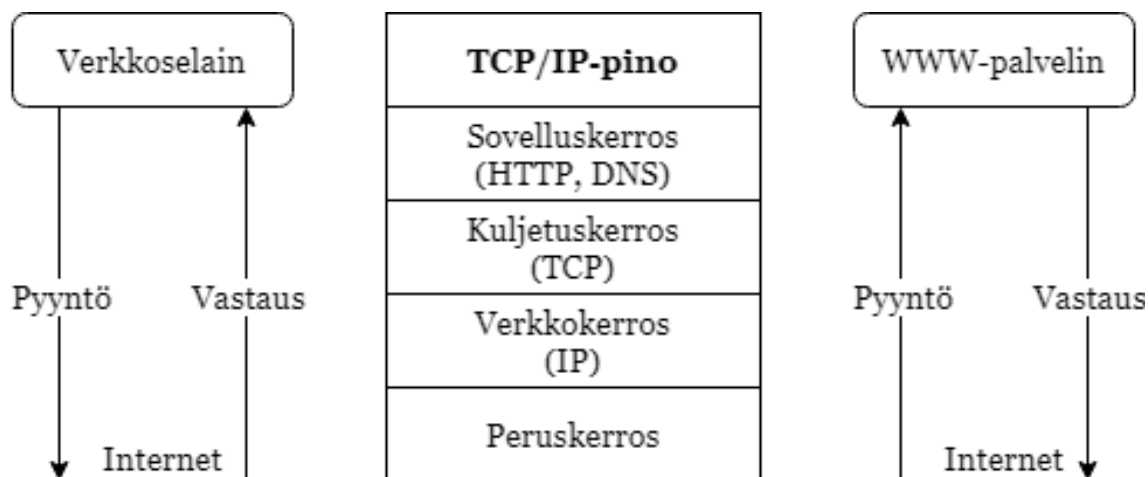 Verkkoselain
TCP/IP-pino
WWW-palvelin
Sovelluskerros
(HTTP, DNS)
Kuljetuskerros
(TCP)
Pyyntö
Vastaus
Verkkokerros
(IP)
Pyyntö
Vastaus
Peruskerros
Internet
Internet